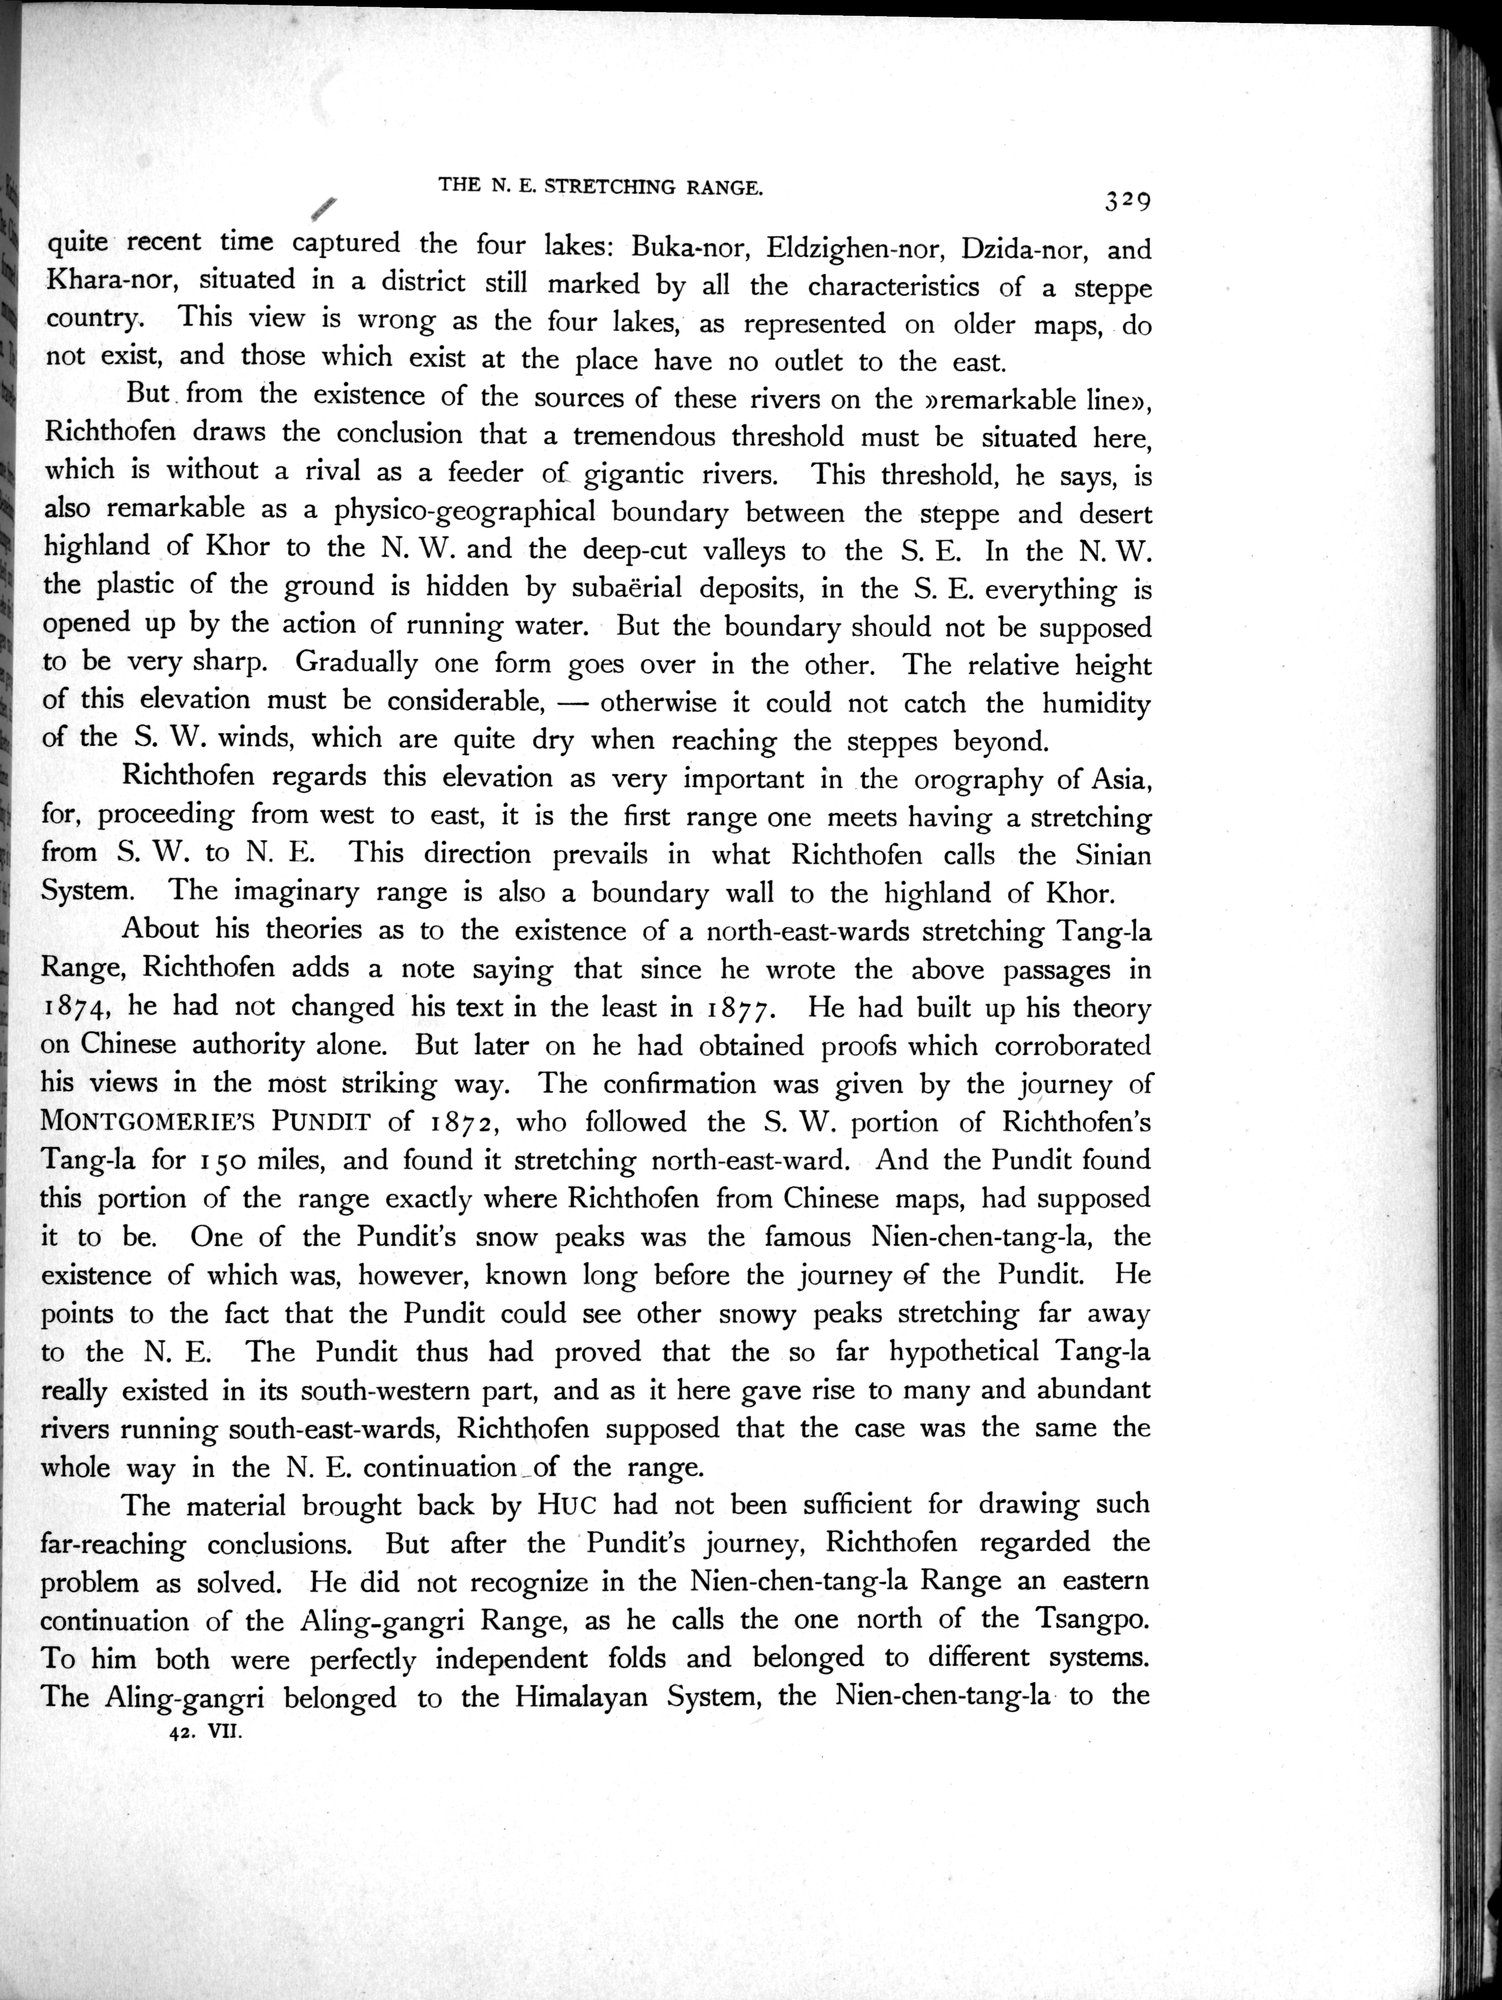 THE N. E. STRETCHING RANGE.
329
quite recent time captured the four lakes: Buka-nor, Eldzighen-nor, Dzida-nor, and
Khara-nor, situated in a district still marked by all the characteristics of a steppe
country. This view is wrong as the four lakes, as represented on older maps, do
not exist, and those which exist at the place have no outlet to the east.
But from the existence of the sources of these rivers on the »remarkable line»,
Richthofen draws the conclusion that a tremendous threshold must be situated here,
which is without a rival as a feeder of gigantic rivers. This threshold, he says, is
also remarkable as a physico-geographical boundary between the steppe and desert
highland of Khor to the N. W. and the deep-cut valleys to the S. E. In the N. W.
the plastic of the ground is hidden by subaërial deposits, in the S. E. everything is
opened up by the action of running water. But the boundary should not be supposed
to be very sharp. Gradually one form goes over in the other. The relative height
of this elevation must be considerable, — otherwise it could not catch the humidity
of the S. W. winds, which are quite dry when reaching the steppes beyond.
Richthofen regards this elevation as very important in the orography of Asia,
for, proceeding from west to east, it is the first range one meets having a stretching
from S. W. to N. E. This direction prevails in what Richthofen calls the Sinian
System. The imaginary range is also a boundary wall to the highland of Khor.
About his theories as to the existence of a north-east-wards stretching Tang-la
Range, Richthofen adds a note saying that since he wrote the above passages in
1874, he had not changed his text in the least in 1877. He had built up his theory
on Chinese authority alone. But later on he had obtained proofs which corroborated
his views in the most striking way. The confirmation was given by the journey of
MONTGOMERIE'S PUNDIT of 1872, who followed the S. W. portion of Richthofen's
Tang-la for 150 miles, and found it stretching north-east-ward. And the Pundit found
this portion of the range exactly where Richthofen from Chinese maps, had supposed
it to be. One of the Pundit's snow peaks was the famous Nien-chen-tang-la, the
existence of which was, however, known long before the journey of the Pundit. He
points to the fact that the Pundit could see other snowy peaks stretching far away
to the N. E. The Pundit thus had proved that the so far hypothetical Tang-la
really existed in its south-western part, and as it here gave rise to many and abundant
rivers running south-east-wards, Richthofen supposed that the case was the same the
whole way in the N. E. continuation of the range.
The material brought back by HUC had not been sufficient for drawing such
far-reaching conclusions. But after the Pundit's journey, Richthofen regarded the
problem as solved. He did not recognize in the Nien-chen-tang-la Range an eastern
continuation of the Aling-gangri Range, as he calls the one north of the Tsangpo.
To him both were perfectly independent folds and belonged to different systems.
The Aling-gangri belonged to the Himalayan System, the Nien-chen-tang-la to the
42. VII.